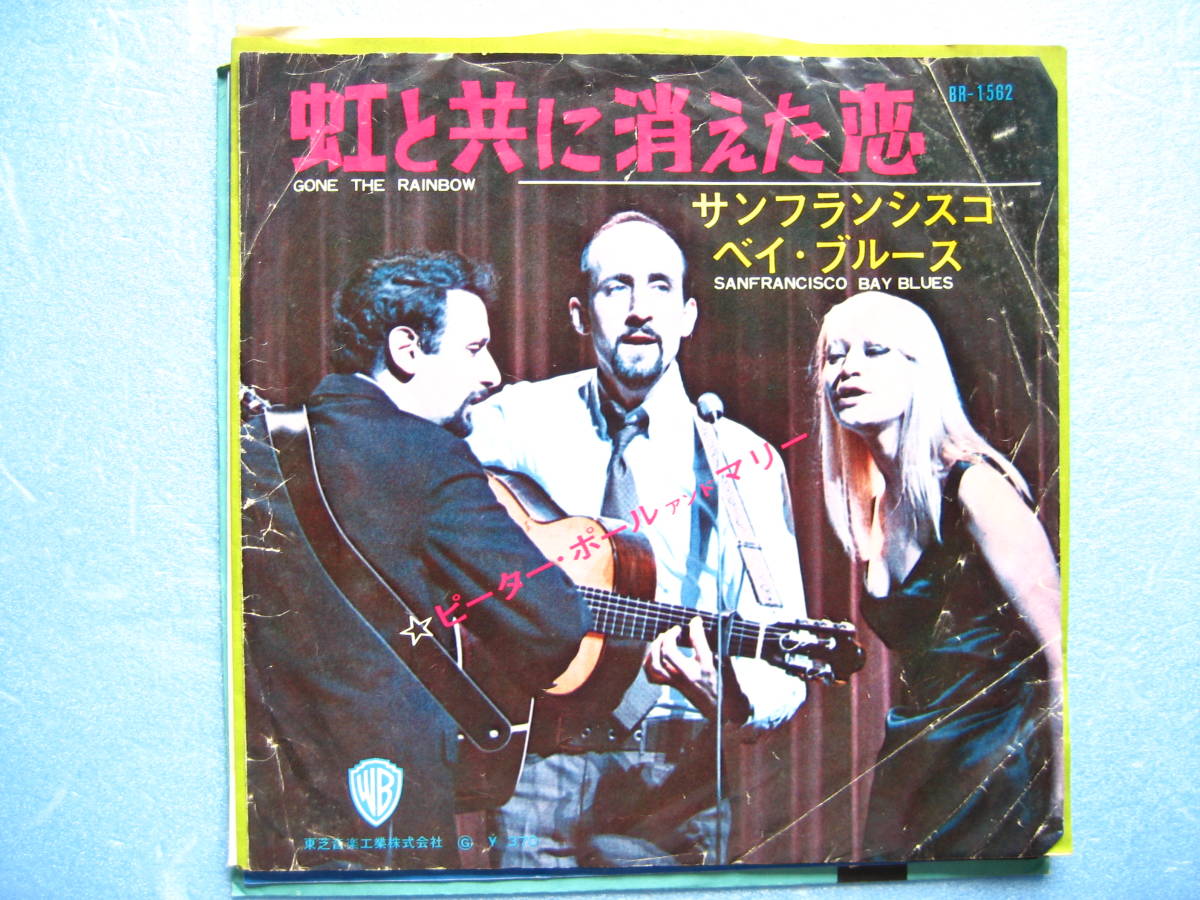 BR-1562
虹と共に消えた恋
GONE THE RAINBOW
サンフランシスコ
ベイ・ブルース
SANFRANCISCO BAY BLUES
☆ピーター・ポール アンド マリー
WB
東芝音楽工業株式会社 Ⓖ ¥ 370